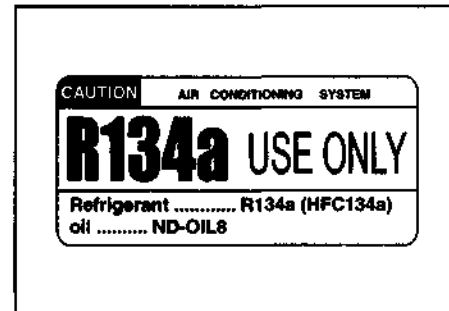 CAUTION AIR CONDITIONING SYSTEM
R134a USE ONLY
Refrigerant ............ R134a (HFC134a)
oil .......... ND-OIL8